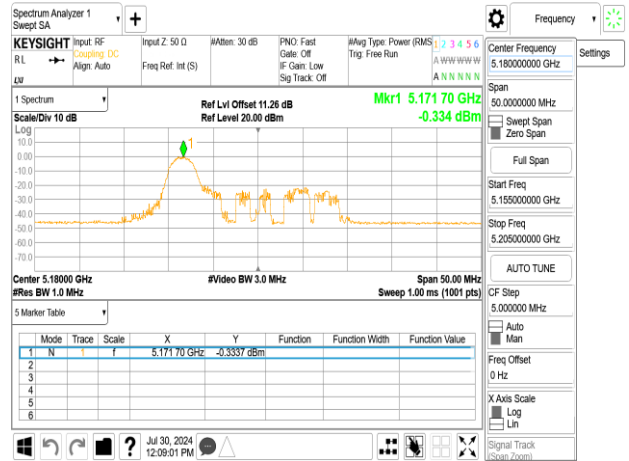 Spectrum Analyzer 1
Swept SA
+
Frequency
KEYSIGHT Input: RF Input Z: 50 Ω #Atten: 30 dB PNO: Fast #Avg Type: Power (RMS 1 2 3 4 5 6
RL Coupling: DC Gate: Off Trig: Free Run A W W W W W
Align: Auto Freq Ref: Int (S) IF Gain: Low
Sig Track: Off A N N N N N
LXI
1 Spectrum
Scale/Div 10 dB
Ref Lvl Offset 11.26 dB
Ref Level 20.00 dBm
Mkr1 5.171 70 GHz
-0.334 dBm
Log
1
10.0
0.00
-10.0
-20.0
-30.0
-40.0
-50.0
-60.0
-70.0
Center 5.18000 GHz #Video BW 3.0 MHz Span 50.00 MHz
#Res BW 1.0 MHz Sweep 1.00 ms (1001 pts)
5 Marker Table
Mode Trace Scale X Y Function Function Width Function Value
1 N 1 f 5.171 70 GHz -0.3337 dBm
2
3
4
5
6
?
Jul 30, 2024
12:09:01 PM
Settings
Center Frequency
5.180000000 GHz
Span
50.0000000 MHz
Swept Span
Zero Span
Full Span
Start Freq
5.155000000 GHz
Stop Freq
5.205000000 GHz
AUTO TUNE
CF Step
5.000000 MHz
Auto
Man
Freq Offset
0 Hz
X Axis Scale
Log
Lin
Signal Track
(Span Zoom)